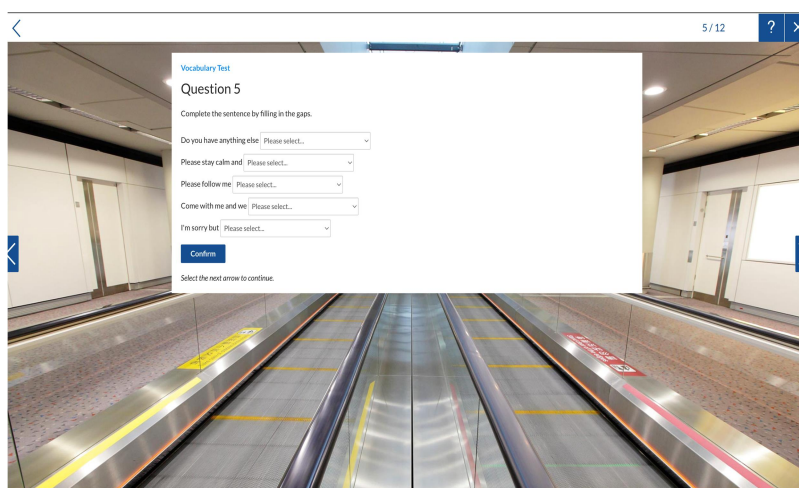 5 / 12
?
Vocabulary Test
Question 5
Complete the sentence by filling in the gaps.
Do you have anything else Please select...
Please stay calm and Please select...
Please follow me Please select...
Come with me and we Please select...
I'm sorry but Please select...
Confirm
Select the next arrow to continue.